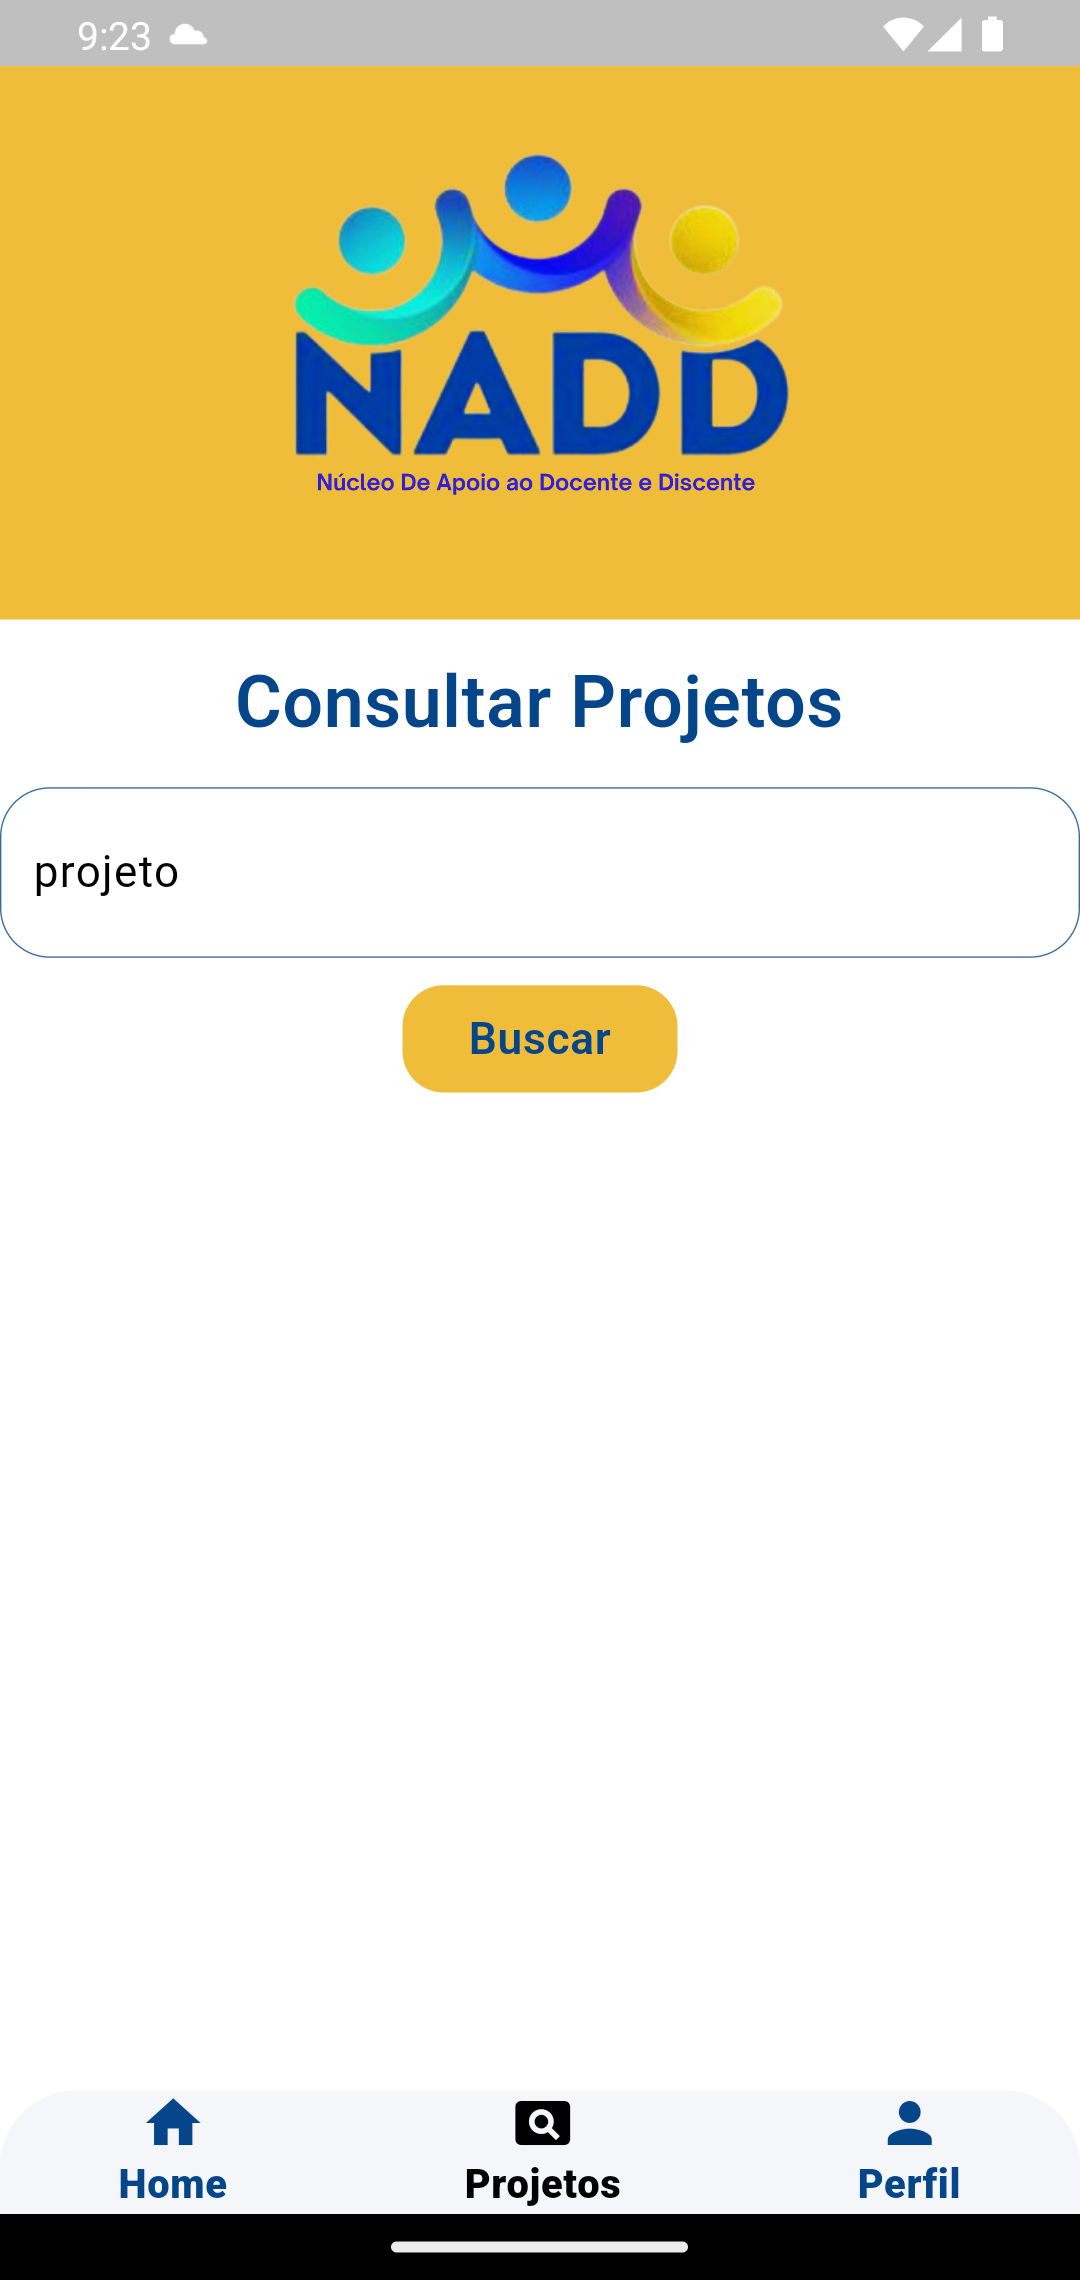 9:23
NADD
Núcleo De Apoio ao Docente e Discente
Consultar Projetos
projeto
Buscar
Home
Projetos
Perfil